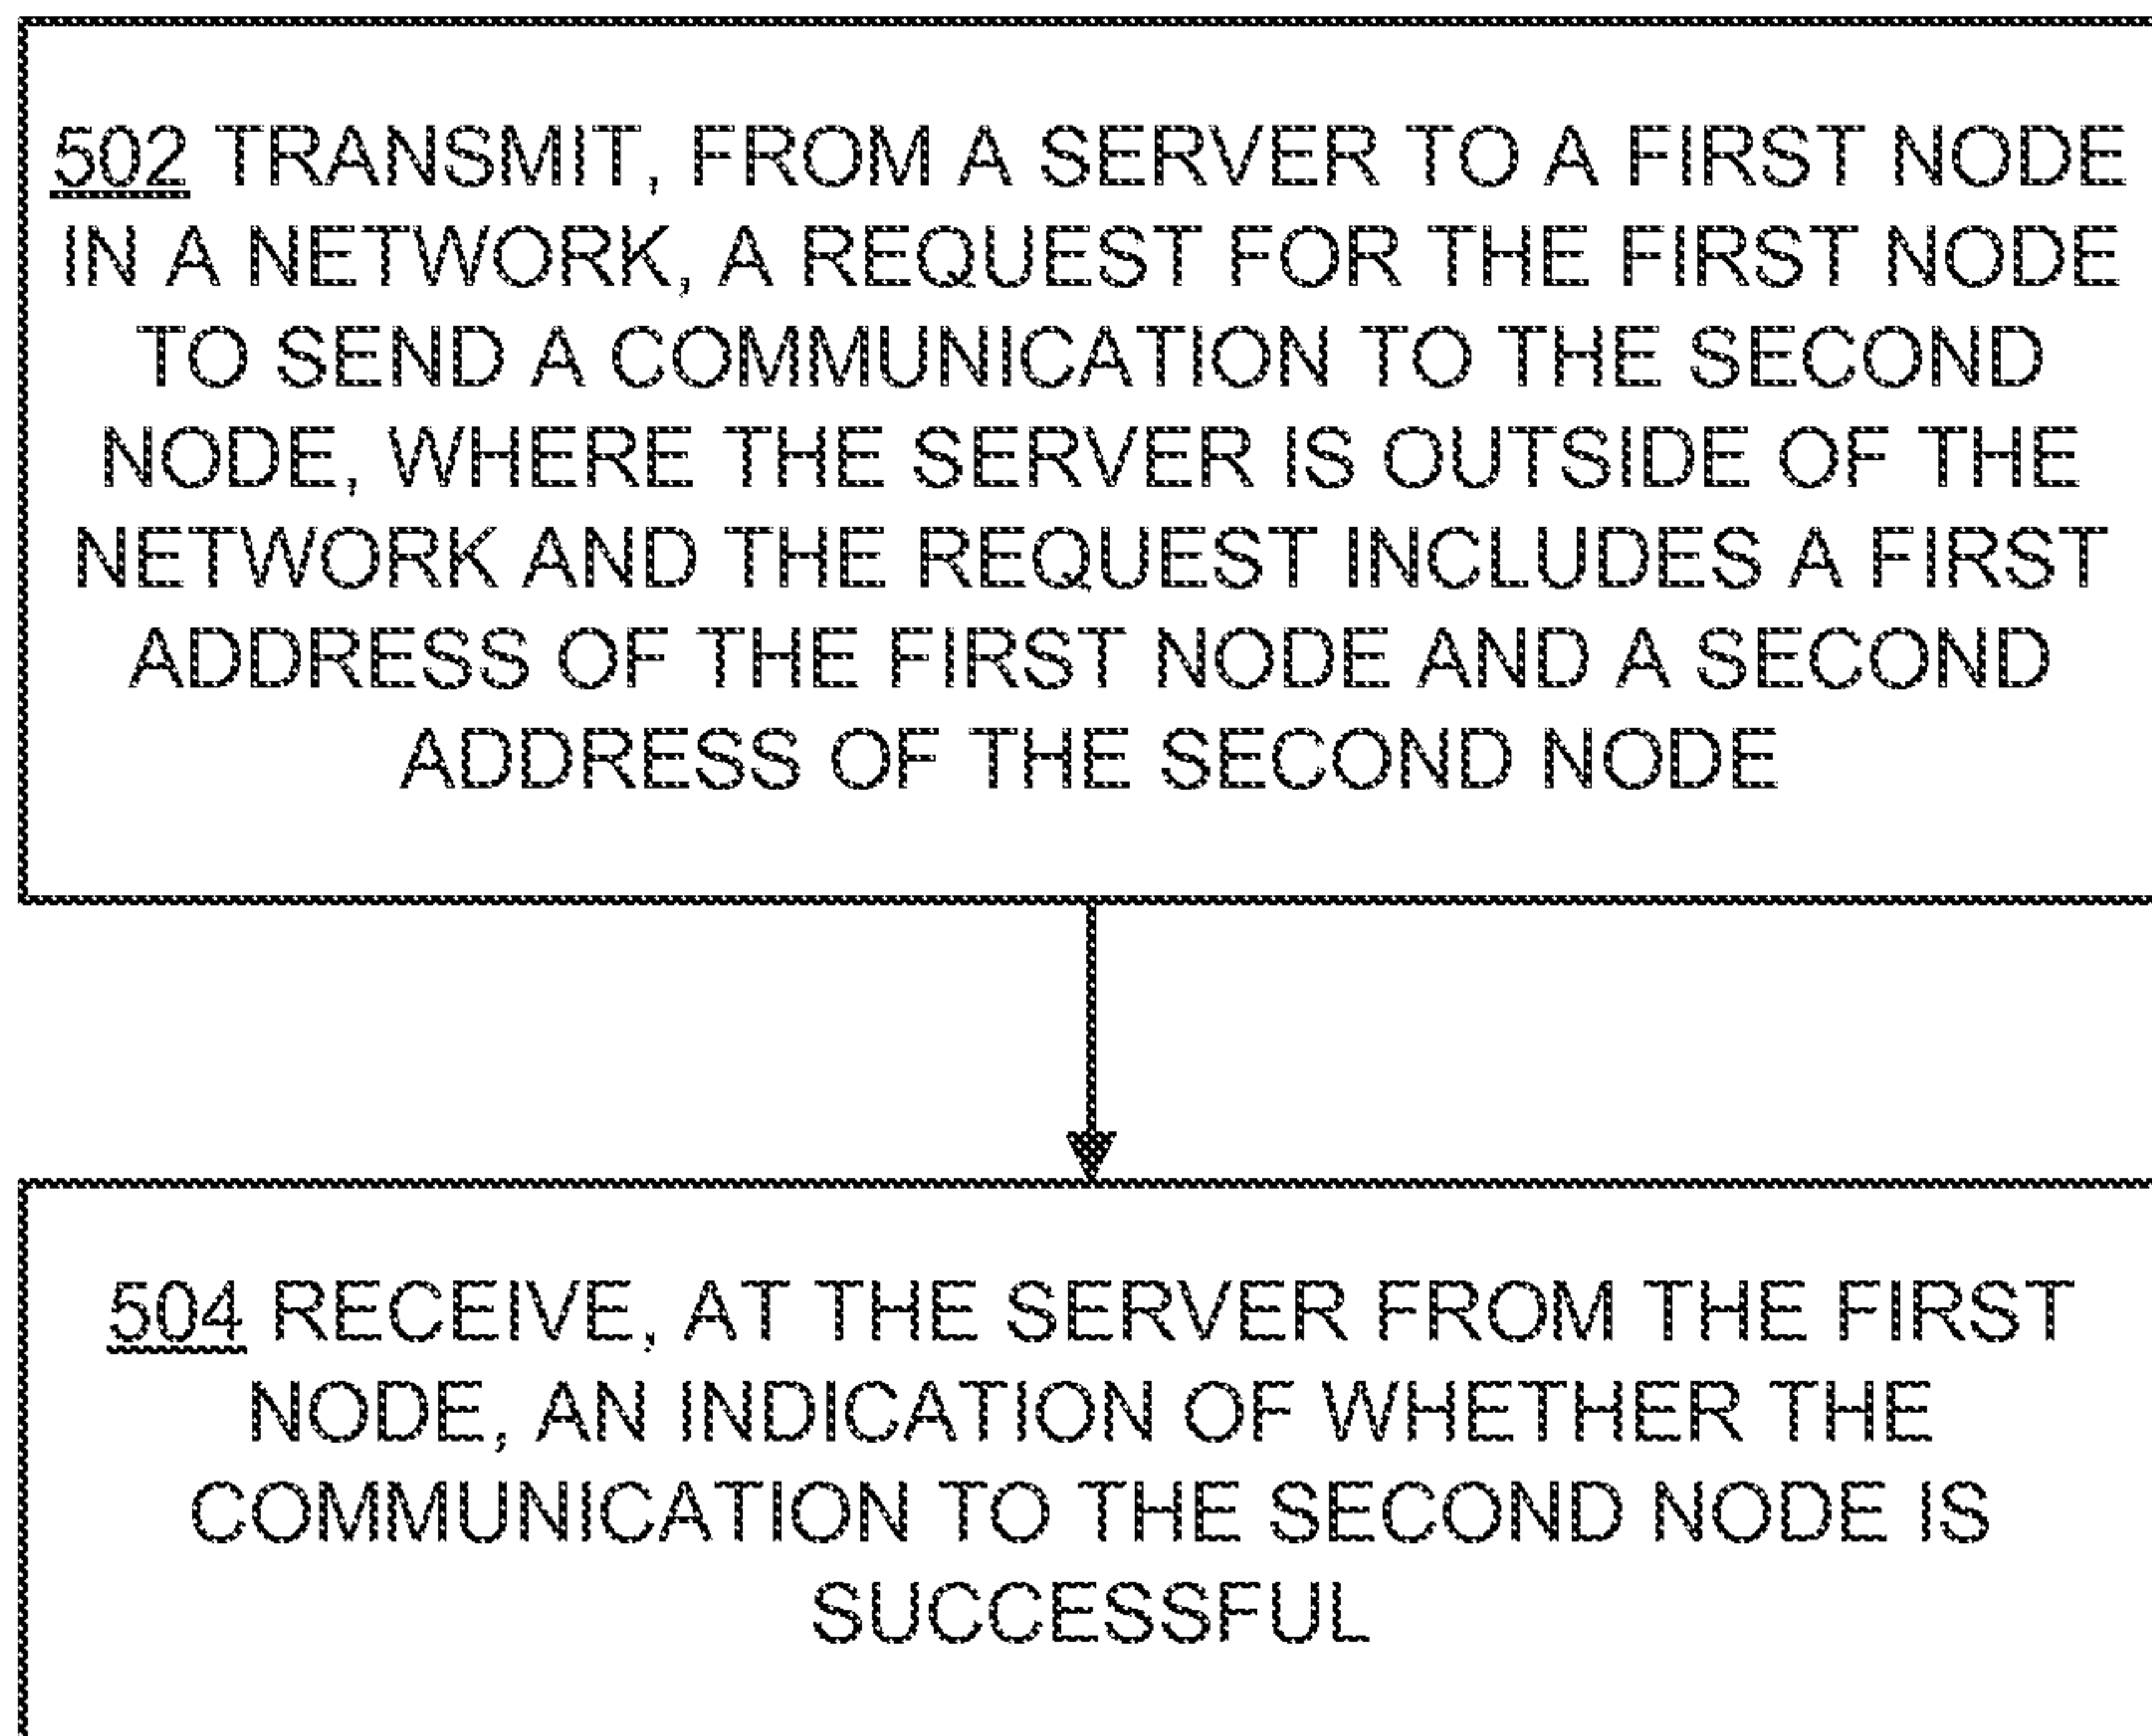 502 TRANSMIT, FROM A SERVER TO A FIRST NODE
IN A NETWORK, A REQUEST FOR THE FIRST NODE
TO SEND A COMMUNICATION TO THE SECOND
NODE, WHERE THE SERVER IS OUTSIDE OF THE
NETWORK AND THE REQUEST INCLUDES A FIRST
ADDRESS OF THE FIRST NODE AND A SECOND
ADDRESS OF THE SECOND NODE
504 RECEIVE, AT THE SERVER FROM THE FIRST
NODE, AN INDICATION OF WHETHER THE
COMMUNICATION TO THE SECOND NODE IS
SUCCESSFUL